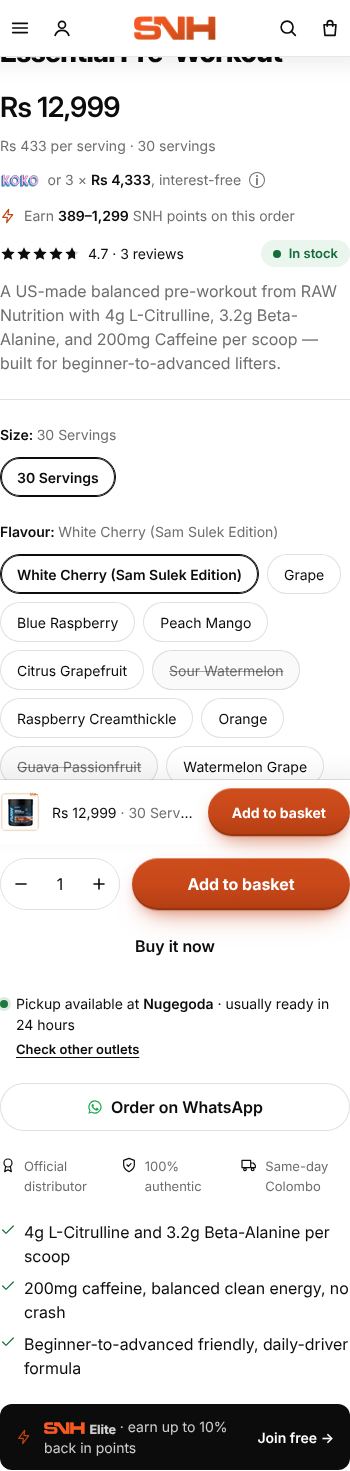 SNH
Essential Pre-Workout
Rs 12,999
Rs 433 per serving · 30 servings
KOKO or 3 × Rs 4,333, interest-free
Earn 389–1,299 SNH points on this order
4.7 · 3 reviews
In stock
A US-made balanced pre-workout from RAW
Nutrition with 4g L-Citrulline, 3.2g Beta-
Alanine, and 200mg Caffeine per scoop —
built for beginner-to-advanced lifters.
Size: 30 Servings
30 Servings
Flavour: White Cherry (Sam Sulek Edition)
White Cherry (Sam Sulek Edition)
Grape
Blue Raspberry
Peach Mango
Citrus Grapefruit
Sour Watermelon
Raspberry Creamthickle
Orange
Guava Passionfruit
Watermelon Grape
Rs 12,999 · 30 Serv...
Add to basket
1
Add to basket
Buy it now
Pickup available at Nugegoda · usually ready in
24 hours
Check other outlets
Order on WhatsApp
Official
distributor
100%
authentic
Same-day
Colombo
4g L-Citrulline and 3.2g Beta-Alanine per
scoop
200mg caffeine, balanced clean energy, no
crash
Beginner-to-advanced friendly, daily-driver
formula
SNH Elite · earn up to 10%
back in points
Join free →